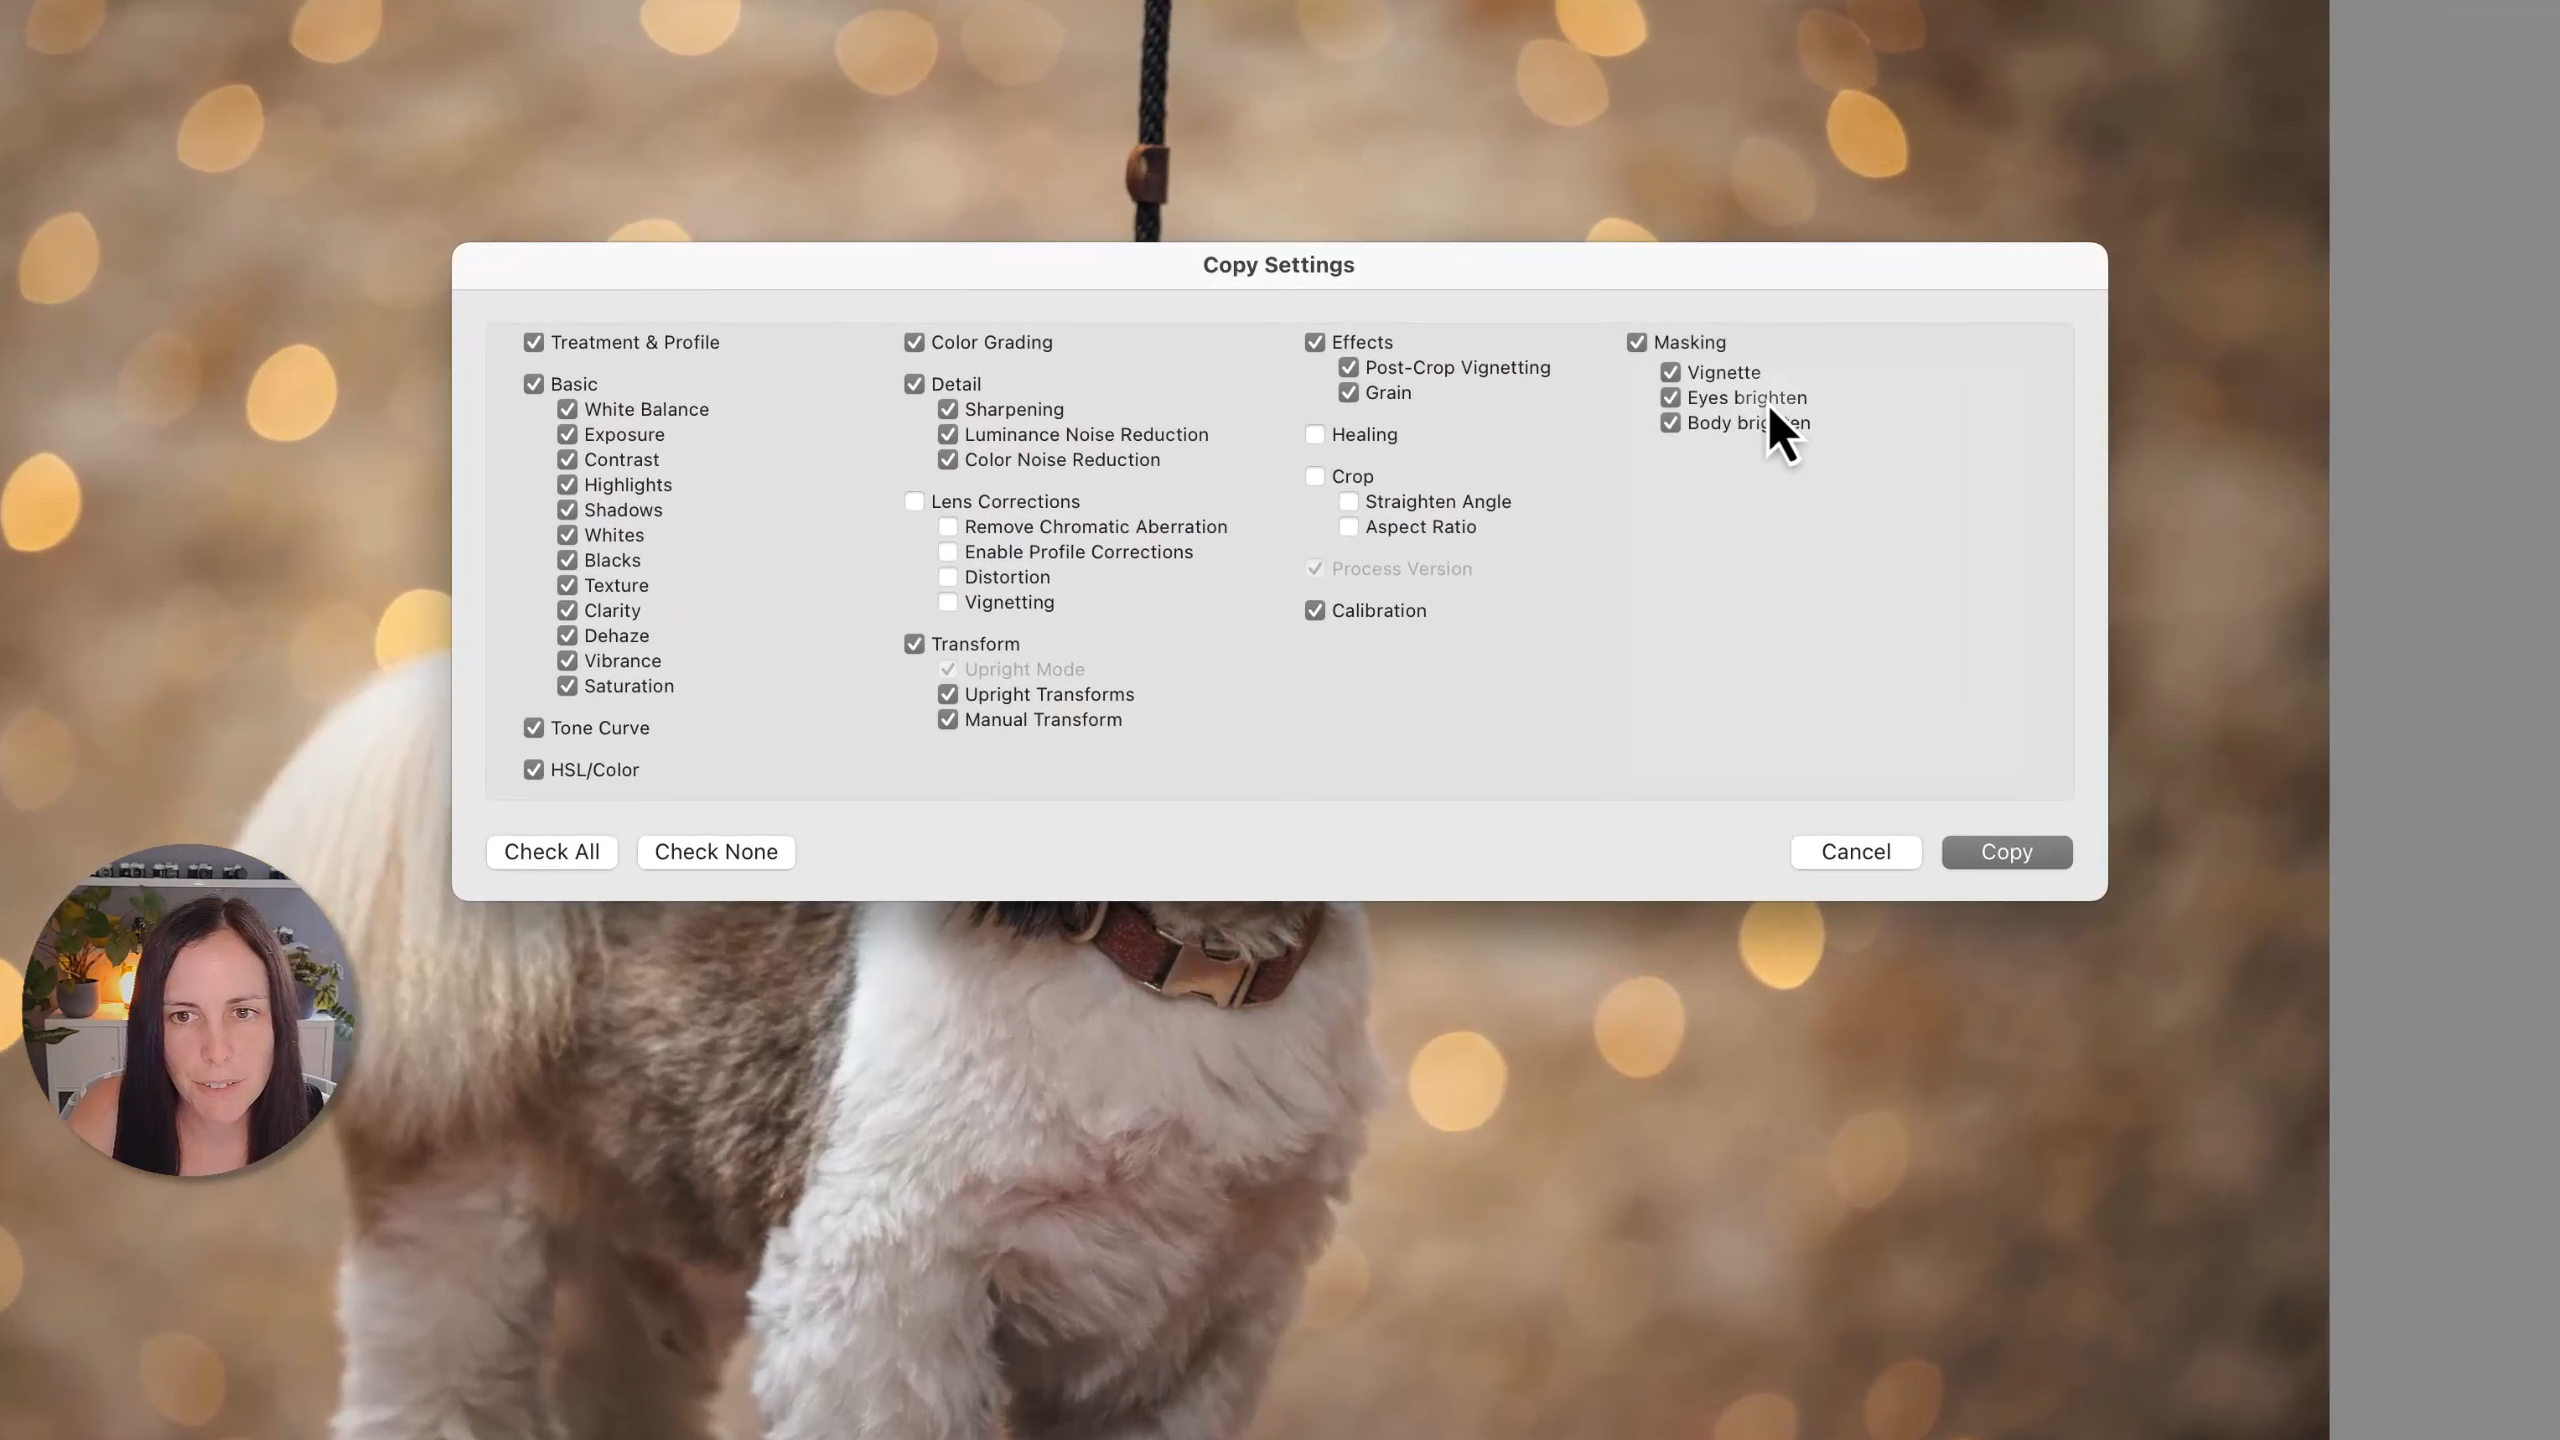 Copy Settings
Treatment & Profile
Basic
White Balance
Exposure
Contrast
Highlights
Shadows
Whites
Blacks
Texture
Clarity
Dehaze
Vibrance
Saturation
Tone Curve
HSL/Color
Color Grading
Detail
Sharpening
Luminance Noise Reduction
Color Noise Reduction
Lens Corrections
Remove Chromatic Aberration
Enable Profile Corrections
Distortion
Vignetting
Transform
Upright Mode
Upright Transforms
Manual Transform
Effects
Post-Crop Vignetting
Grain
Healing
Crop
Straighten Angle
Aspect Ratio
Process Version
Calibration
Masking
Vignette
Eyes brighten
Body brighten
Check All
Check None
Cancel
Copy